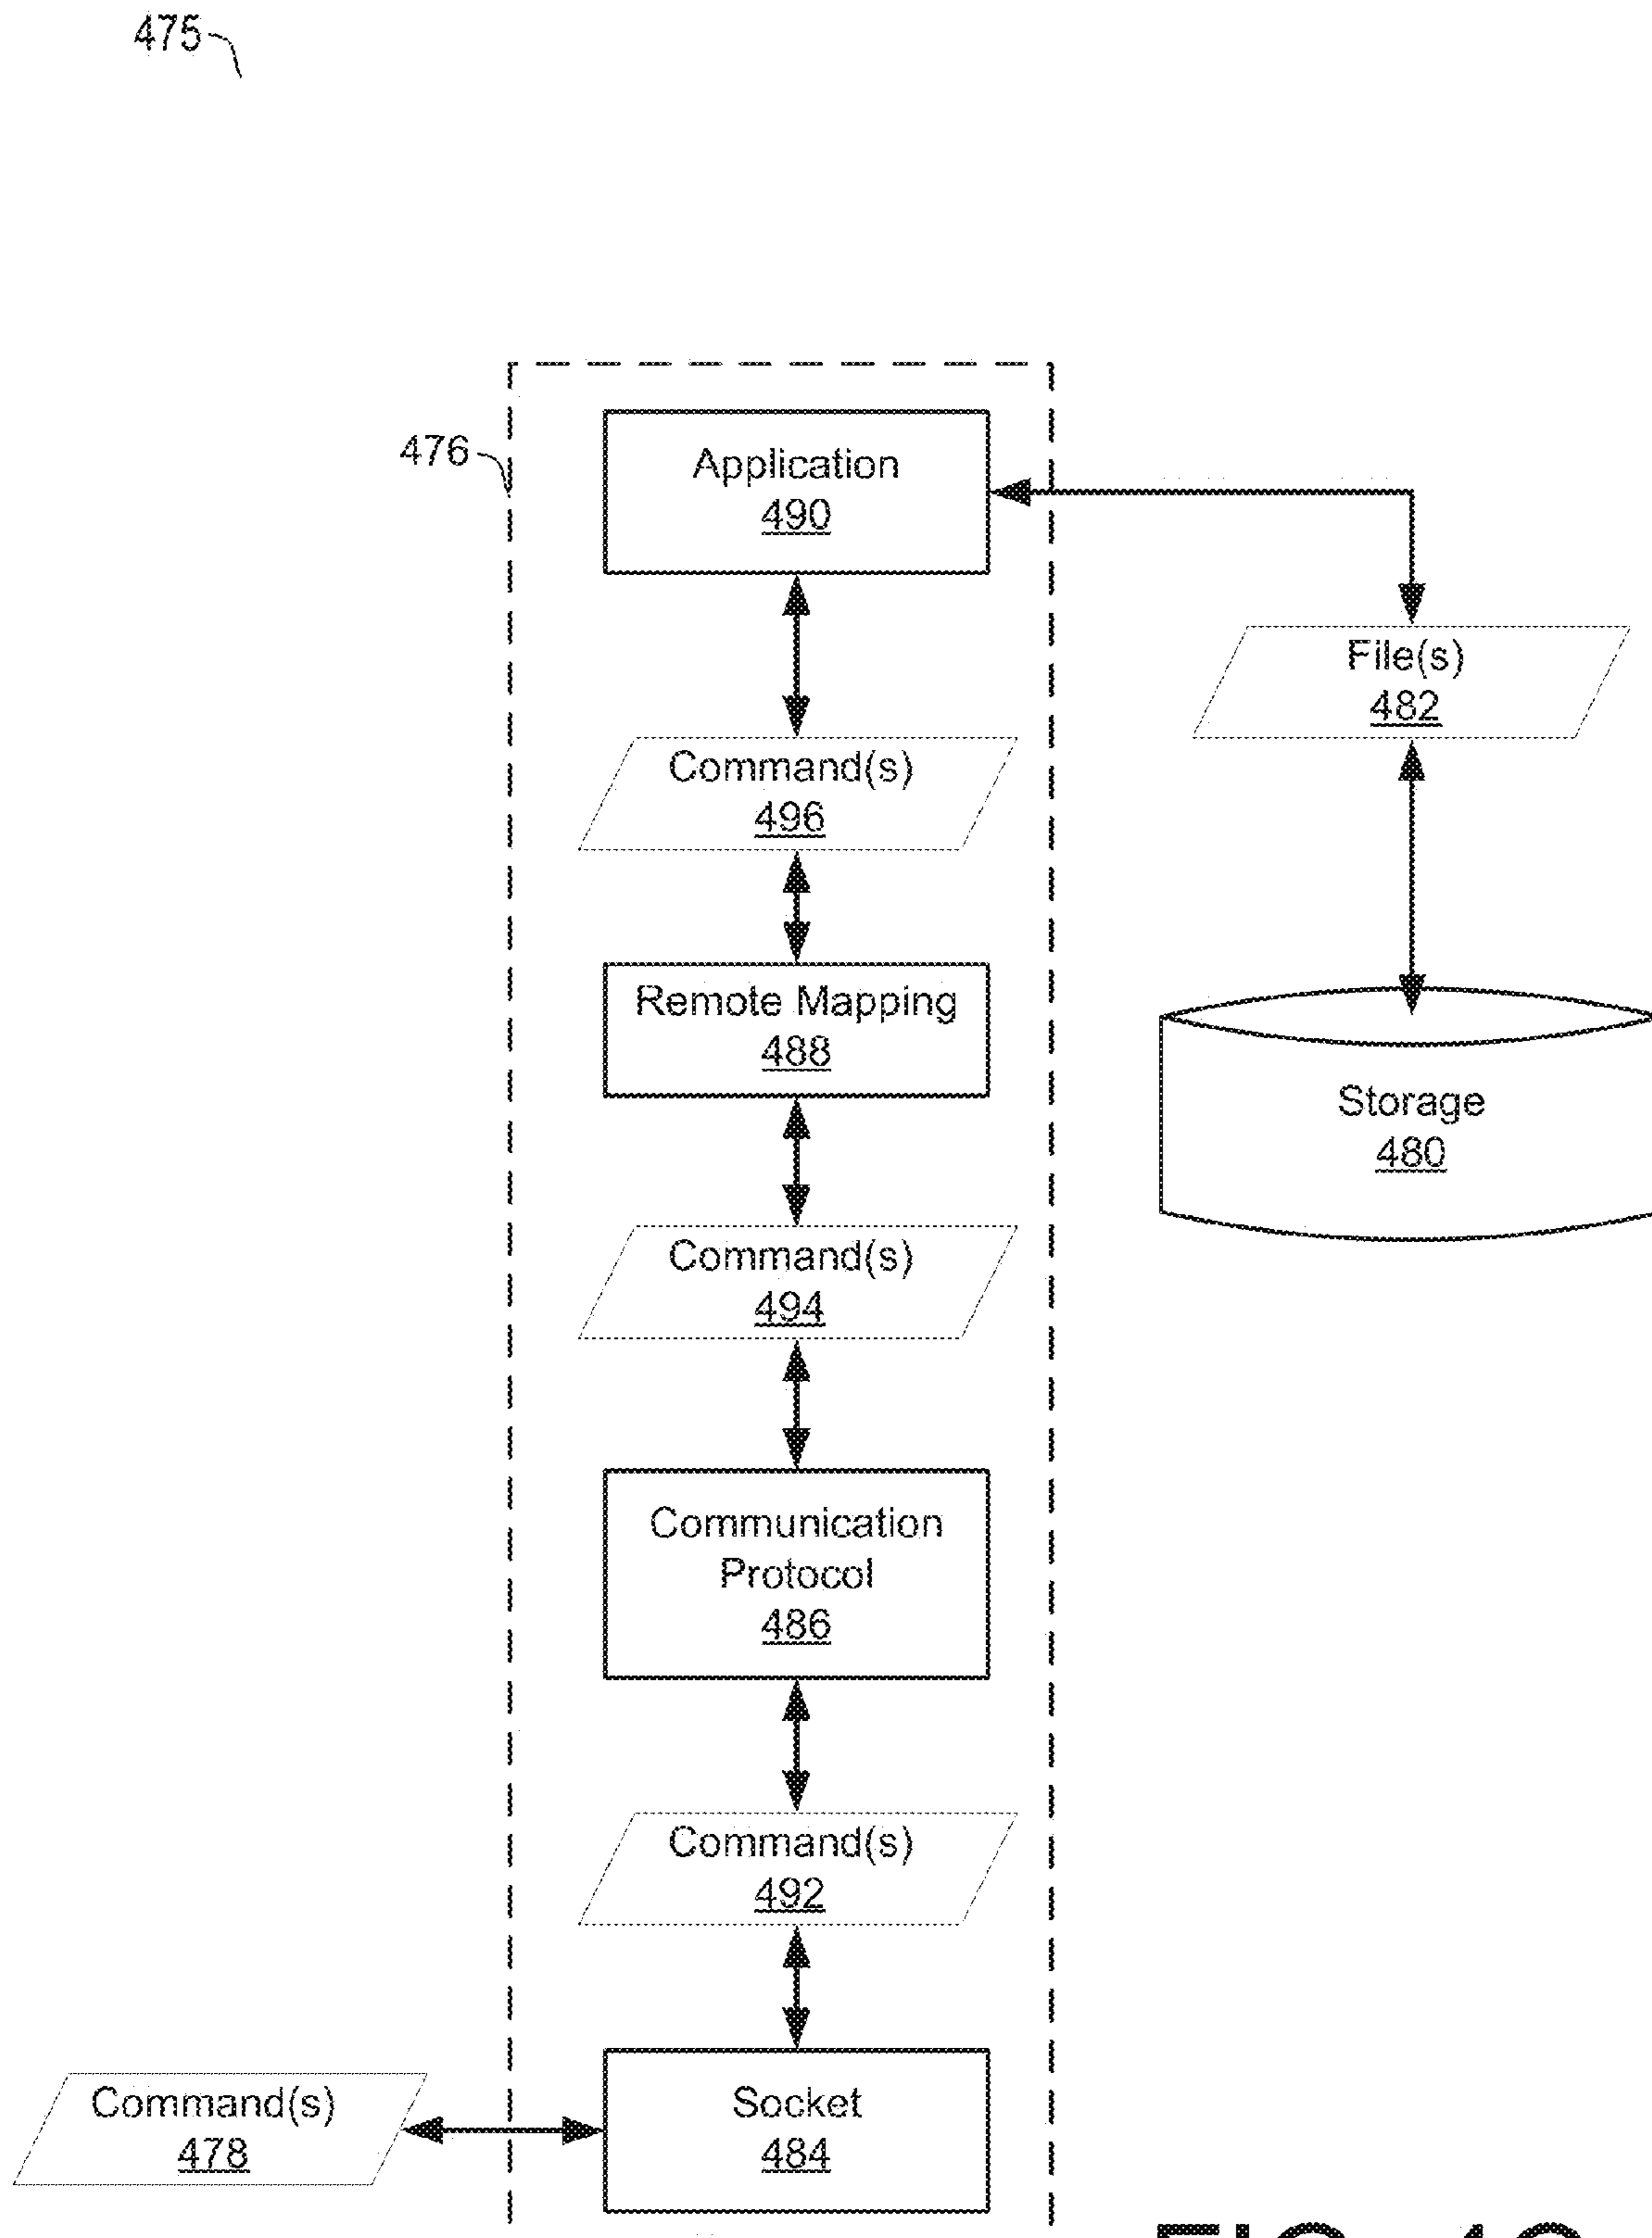 475
476
Application
490
File(s)
482
Command(s)
496
Remote Mapping
488
Storage
480
Command(s)
494
Communication
Protocol
486
Command(s)
492
Command(s)
478
Socket
484